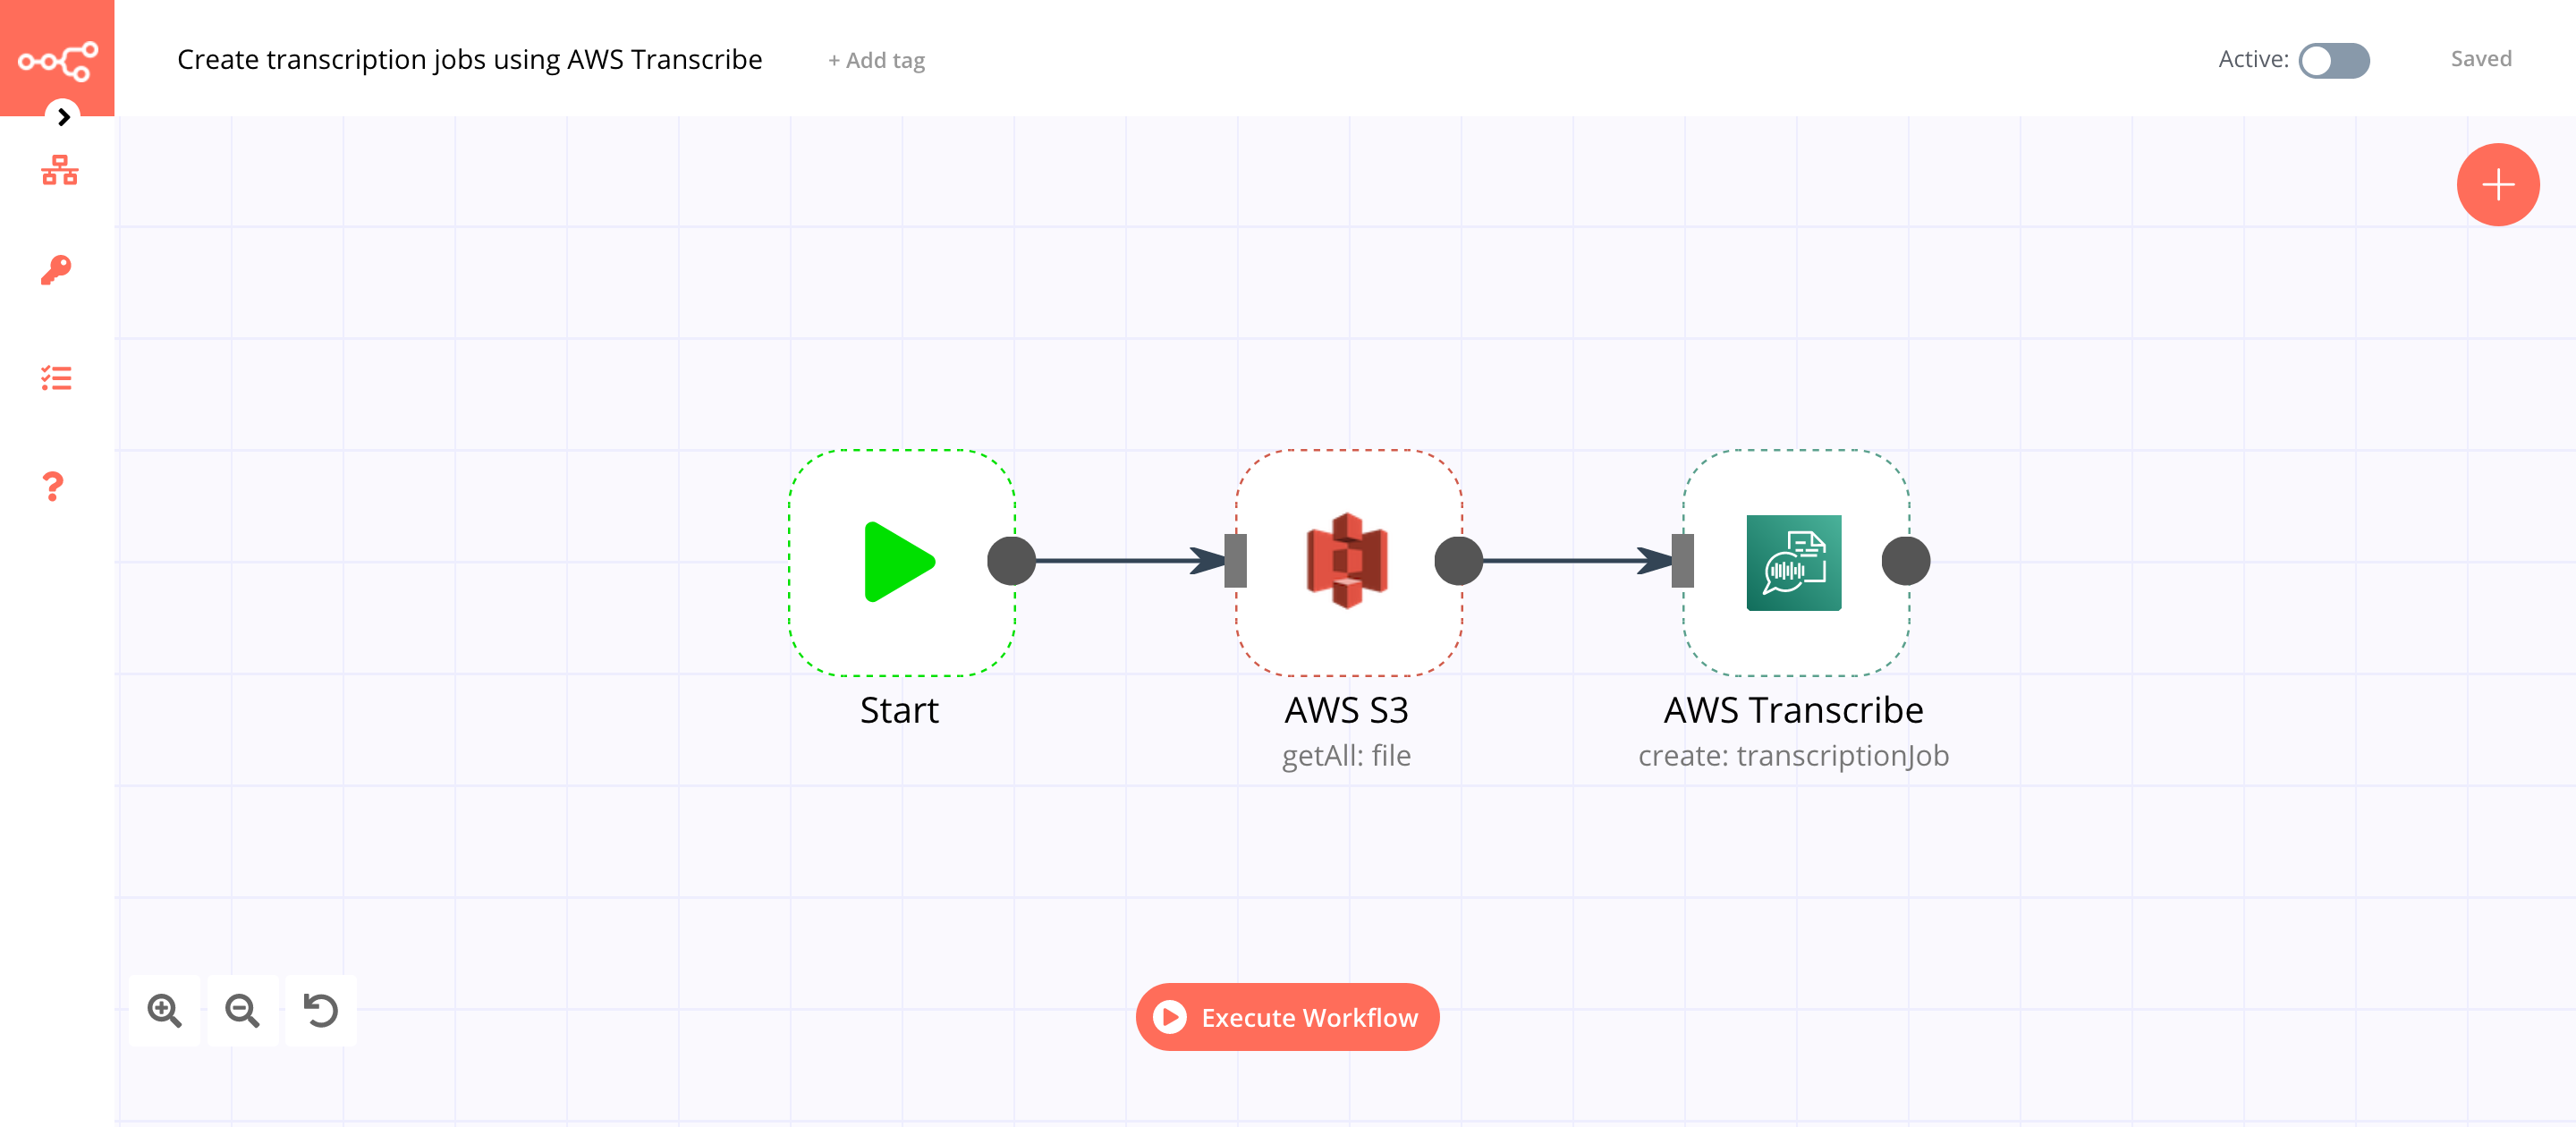 Create transcription jobs using AWS Transcribe
+ Add tag
Active:
Saved
Start
AWS S3
getAll: file
AWS Transcribe
create: transcriptionJob
Execute Workflow